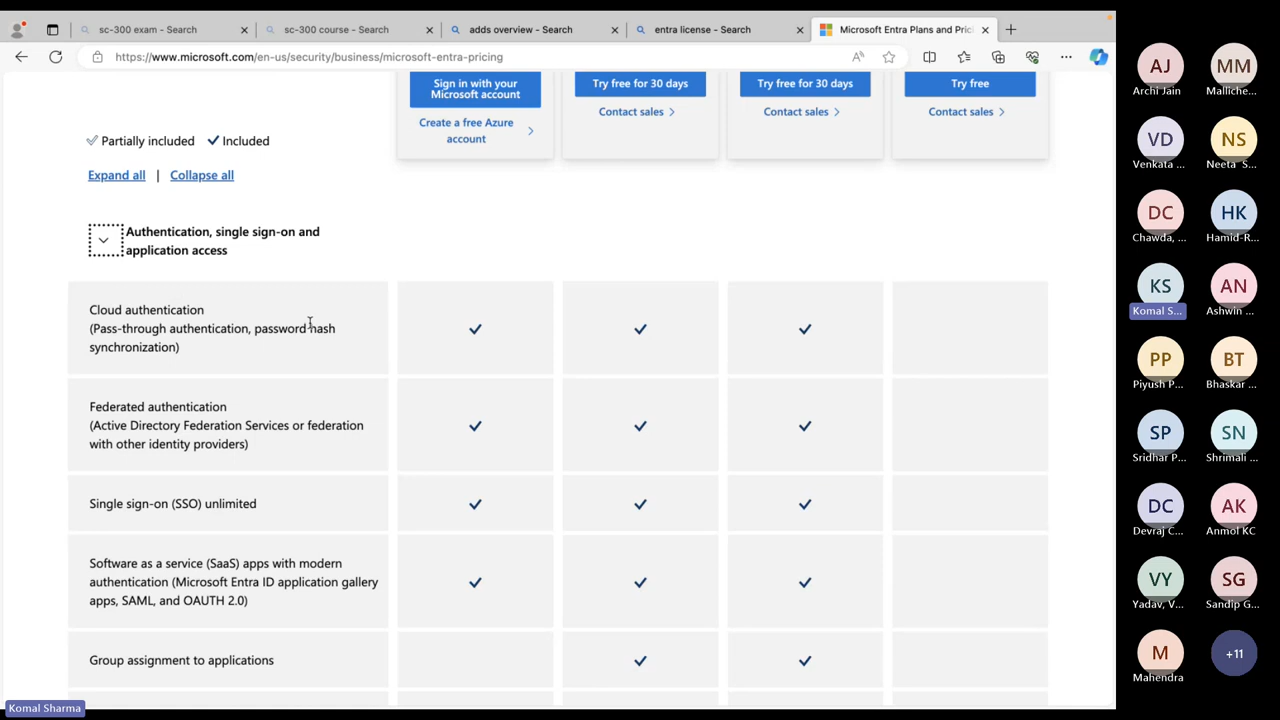 sc-300 exam - Search
sc-300 course - Search
adds overview - Search
entra license - Search
Microsoft Entra Plans and Pric
https://www.microsoft.com/en-us/security/business/microsoft-entra-pricing
Sign in with your
Microsoft account
Create a free Azure
account
Try free for 30 days
Contact sales
Try free for 30 days
Contact sales
Try free
Contact sales
Partially included
Included
Expand all | Collapse all
Authentication, single sign-on and
application access
Cloud authentication
(Pass-through authentication, password hash
synchronization)
Federated authentication
(Active Directory Federation Services or federation
with other identity providers)
Single sign-on (SSO) unlimited
Software as a service (SaaS) apps with modern
authentication (Microsoft Entra ID application gallery
apps, SAML, and OAUTH 2.0)
Group assignment to applications
Komal Sharma
AJ
Archi Jain
MM
Malliche...
VD
Venkata ...
NS
Neeta S...
DC
Chawda, ...
HK
Hamid-R...
KS
Komal S...
AN
Ashwin ...
PP
Piyush P...
BT
Bhaskar ...
SP
Sridhar P...
SN
Shrimali ...
DC
Devraj C...
AK
Anmol KC
VY
Yadav, V...
SG
Sandip G...
M
Mahendra
+11